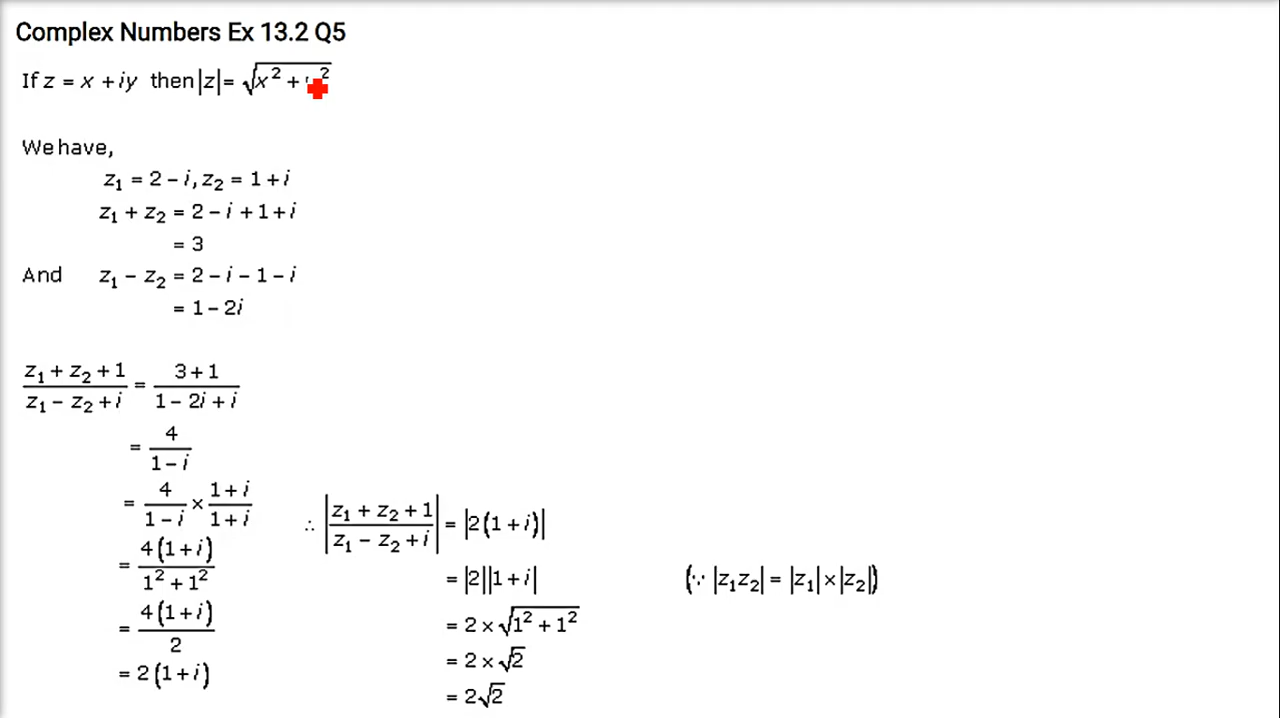 Complex Numbers Ex 13.2 Q5
If z = x + iy then |z| = √(x² + ²)
We have,
z₁ = 2 − i, z₂ = 1 + i
z₁ + z₂ = 2 − i + 1 + i
= 3
And z₁ − z₂ = 2 − i − 1 − i
= 1 − 2i
(z₁ + z₂ + 1)/(z₁ − z₂ + i) = (3 + 1)/(1 − 2i + i)
= 4/(1 − i)
= 4/(1 − i) × (1 + i)/(1 + i)
= 4(1 + i)/(1² + 1²)
= 4(1 + i)/2
= 2(1 + i)
∴ |(z₁ + z₂ + 1)/(z₁ − z₂ + i)| = |2(1 + i)|
= |2||1 + i| (∵ |z₁z₂| = |z₁| × |z₂|)
= 2 × √(1² + 1²)
= 2 × √2
= 2√2